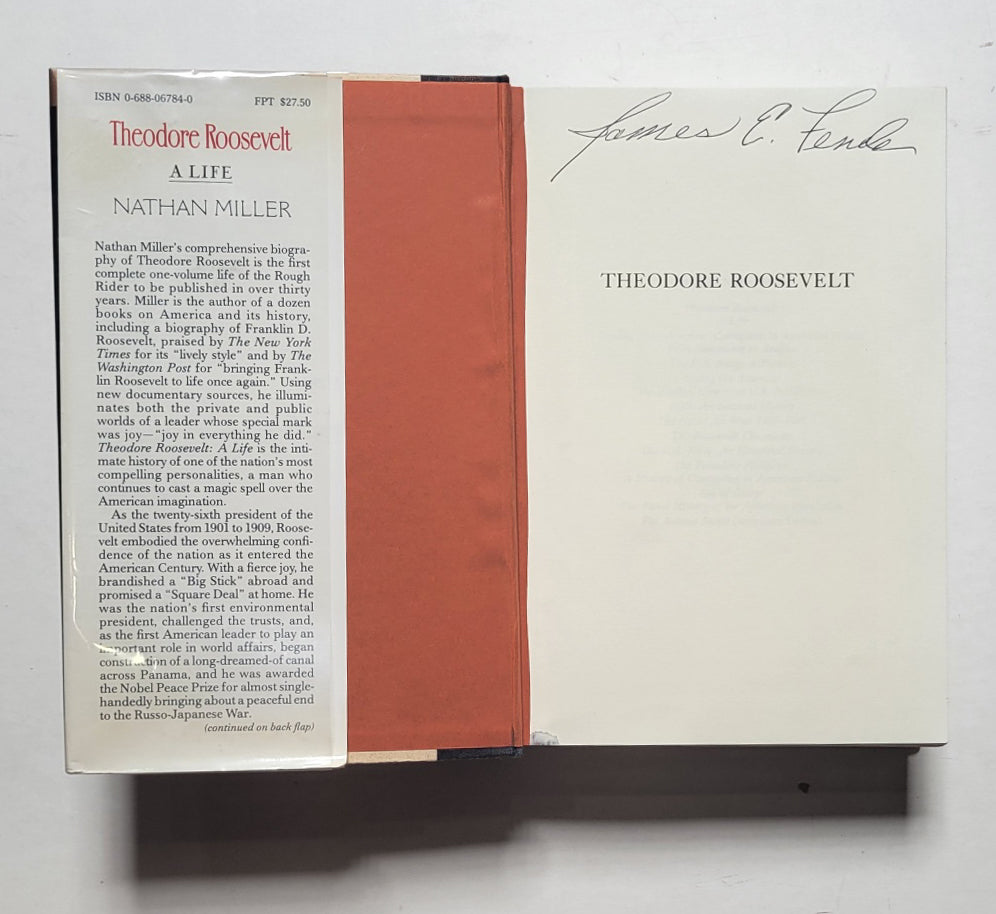 ISBN 0-688-06784-0 FPT $27.50
Theodore Roosevelt
A LIFE
NATHAN MILLER
Nathan Miller's comprehensive biogra-
phy of Theodore Roosevelt is the first
complete one-volume life of the Rough
Rider to be published in over thirty
years. Miller is the author of a dozen
books on America and its history,
including a biography of Franklin D.
Roosevelt, praised by The New York
Times for its "lively style" and by The
Washington Post for "bringing Frank-
lin Roosevelt to life once again." Using
new documentary sources, he illumi-
nates both the private and public
worlds of a leader whose special mark
was joy—"joy in everything he did."
Theodore Roosevelt: A Life is the inti-
mate history of one of the nation's most
compelling personalities, a man who
continues to cast a magic spell over the
American imagination.
As the twenty-sixth president of the
United States from 1901 to 1909, Roose-
velt embodied the overwhelming confi-
dence of the nation as it entered the
American Century. With a fierce joy, he
brandished a "Big Stick" abroad and
promised a "Square Deal" at home. He
was the nation's first environmental
president, challenged the trusts, and,
as the first American leader to play an
important role in world affairs, began
construction of a long-dreamed-of canal
across Panama, and he was awarded
the Nobel Peace Prize for almost single-
handedly bringing about a peaceful end
to the Russo-Japanese War.
(continued on back flap)
James E.
THEODORE ROOSEVELT